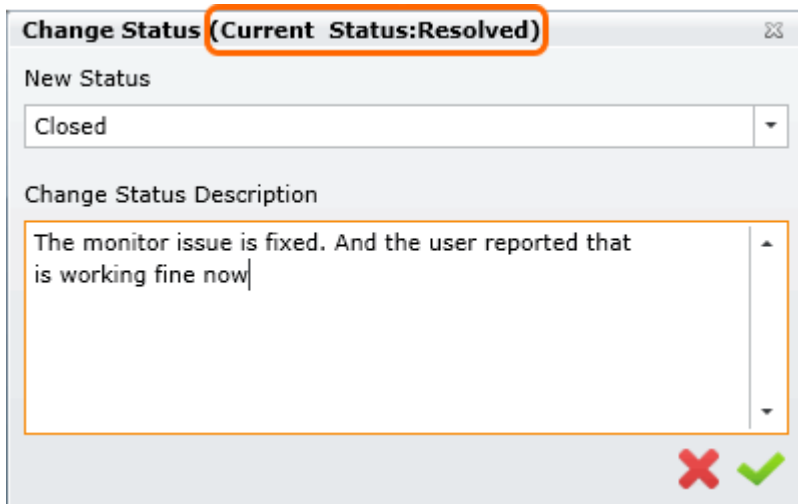 Change Status (Current Status:Resolved)
New Status
Closed
Change Status Description
The monitor issue is fixed. And the user reported that
is working fine now